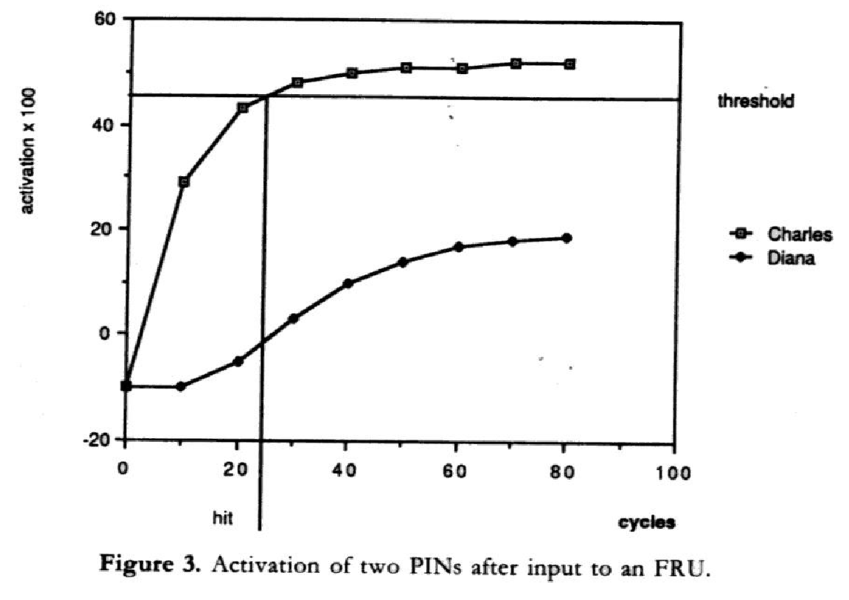 60
40
20
0
-20
activation x 100
threshold
Charles
Diana
0 20 40 60 80 100
hit
cycles
Figure 3. Activation of two PINs after input to an FRU.